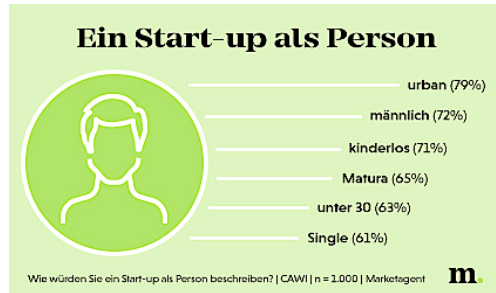 Ein Start-up als Person
urban (79%)
männlich (72%)
kinderlos (71%)
Matura (65%)
unter 30 (63%)
Single (61%)
Wie würden Sie ein Start-up als Person beschreiben? | CAWI | n = 1.000 | Marketagent
m.